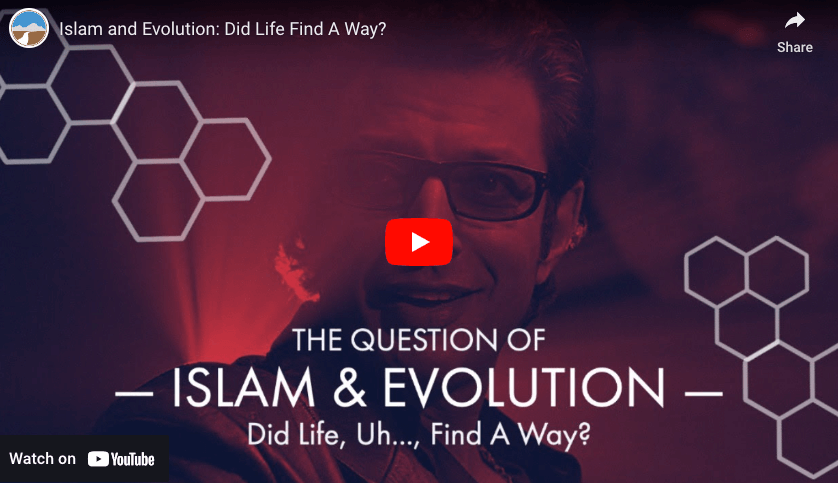 Islam and Evolution: Did Life Find A Way?
Share
THE QUESTION OF
— ISLAM & EVOLUTION —
Did Life, Uh..., Find A Way?
Watch on YouTube